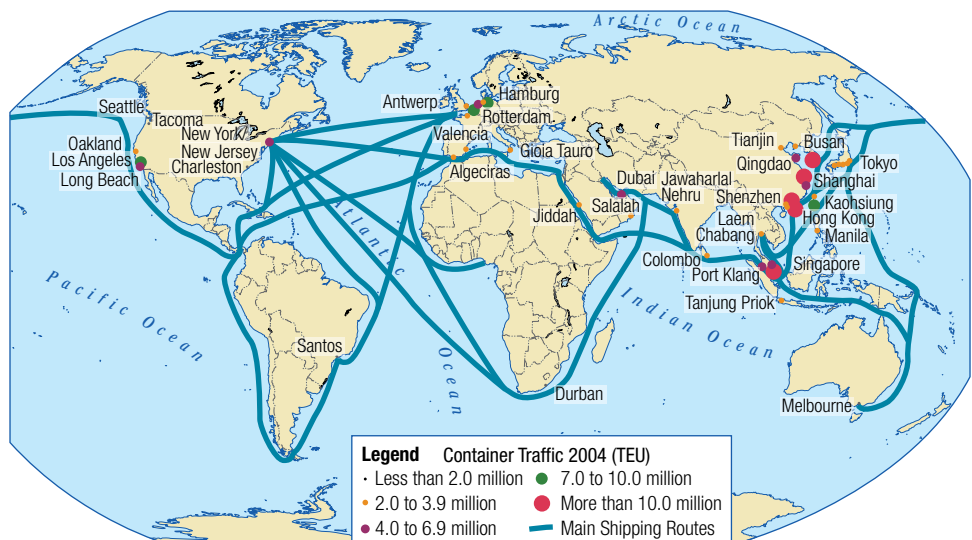 Arctic Ocean
Seattle
Tacoma
New York/
New Jersey
Charleston
Oakland
Los Angeles
Long Beach
Antwerp
Hamburg
Rotterdam
Valencia
Gioia Tauro
Algeciras
Tianjin
Busan
Qingdao
Tokyo
Dubai
Jawaharlal
Nehru
Shanghai
Shenzhen
Kaohsiung
Salalah
Jiddah
Laem
Chabang
Hong Kong
Manila
Colombo
Port Klang
Singapore
Tanjung Priok
Atlantic
Ocean
Pacific Ocean
Indian Ocean
Santos
Durban
Melbourne
Legend Container Traffic 2004 (TEU)
Less than 2.0 million
7.0 to 10.0 million
2.0 to 3.9 million
More than 10.0 million
4.0 to 6.9 million
Main Shipping Routes